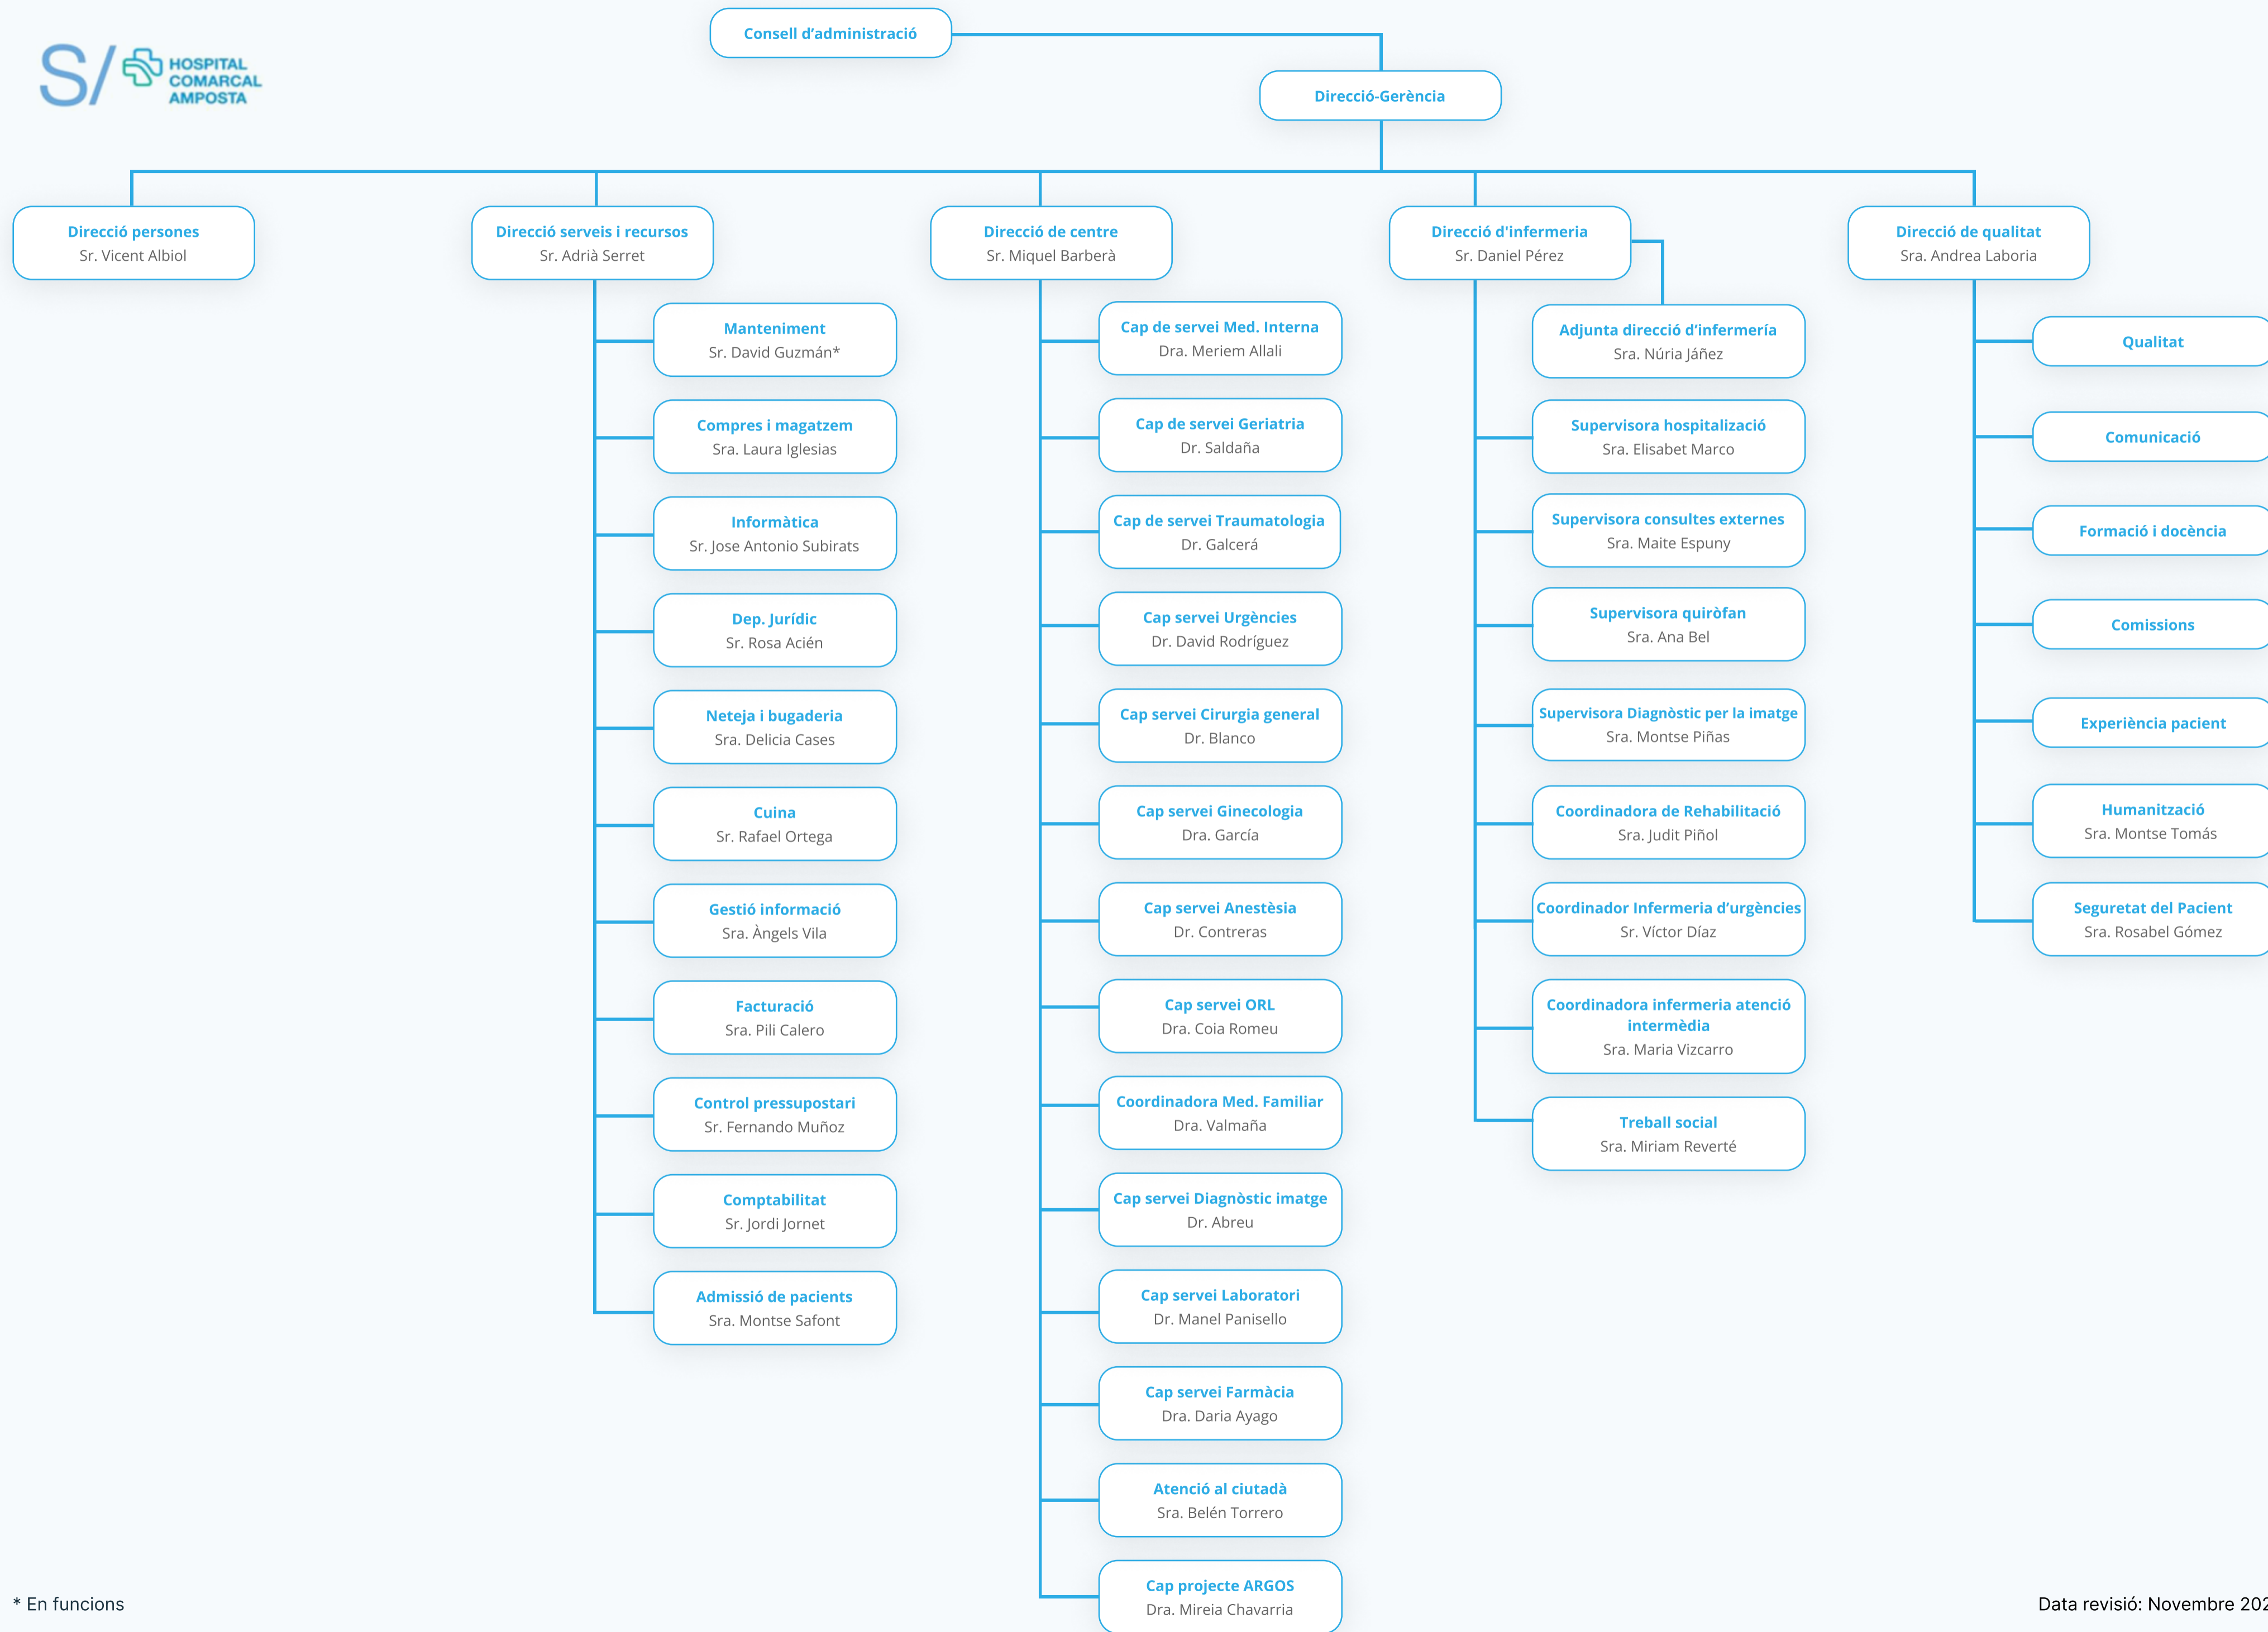 Consell d’administració
S/ HOSPITAL
COMARCAL
AMPOSTA
Direcció-Gerència
Direcció persones
Sr. Vicent Albiol
Direcció serveis i recursos
Sr. Adrià Serret
Manteniment
Sr. David Guzmán*
Compres i magatzem
Sra. Laura Iglesias
Informàtica
Sr. Jose Antonio Subirats
Dep. Jurídic
Sr. Rosa Acién
Neteja i bugaderia
Sra. Delicia Cases
Cuina
Sr. Rafael Ortega
Gestió informació
Sra. Àngels Vila
Facturació
Sra. Pili Calero
Control pressupostari
Sr. Fernando Muñoz
Comptabilitat
Sr. Jordi Jornet
Admissió de pacients
Sra. Montse Safont
Direcció de centre
Sr. Miquel Barberà
Cap de servei Med. Interna
Dra. Meriem Allali
Cap de servei Geriatria
Dr. Saldaña
Cap de servei Traumatologia
Dr. Galcerá
Cap servei Urgències
Dr. David Rodríguez
Cap servei Cirurgia general
Dr. Blanco
Cap servei Ginecologia
Dra. García
Cap servei Anestèsia
Dr. Contreras
Cap servei ORL
Dra. Coia Romeu
Coordinadora Med. Familiar
Dra. Valmaña
Cap servei Diagnòstic imatge
Dr. Abreu
Cap servei Laboratori
Dr. Manel Panisello
Cap servei Farmàcia
Dra. Daria Ayago
Atenció al ciutadà
Sra. Belén Torrero
Cap projecte ARGOS
Dra. Mireia Chavarria
Direcció d'infermeria
Sr. Daniel Pérez
Adjunta direcció d’infermería
Sra. Núria Jáñez
Supervisora hospitalizació
Sra. Elisabet Marco
Supervisora consultes externes
Sra. Maite Espuny
Supervisora quiròfan
Sra. Ana Bel
Supervisora Diagnòstic per la imatge
Sra. Montse Piñas
Coordinadora de Rehabilitació
Sra. Judit Piñol
Coordinador Infermeria d’urgències
Sr. Víctor Díaz
Coordinadora infermeria atenció
intermèdia
Sra. Maria Vizcarro
Treball social
Sra. Miriam Reverté
Direcció de qualitat
Sra. Andrea Laboria
Qualitat
Comunicació
Formació i docència
Comissions
Experiència pacient
Humanització
Sra. Montse Tomás
Seguretat del Pacient
Sra. Rosabel Gómez
* En funcions
Data revisió: Novembre